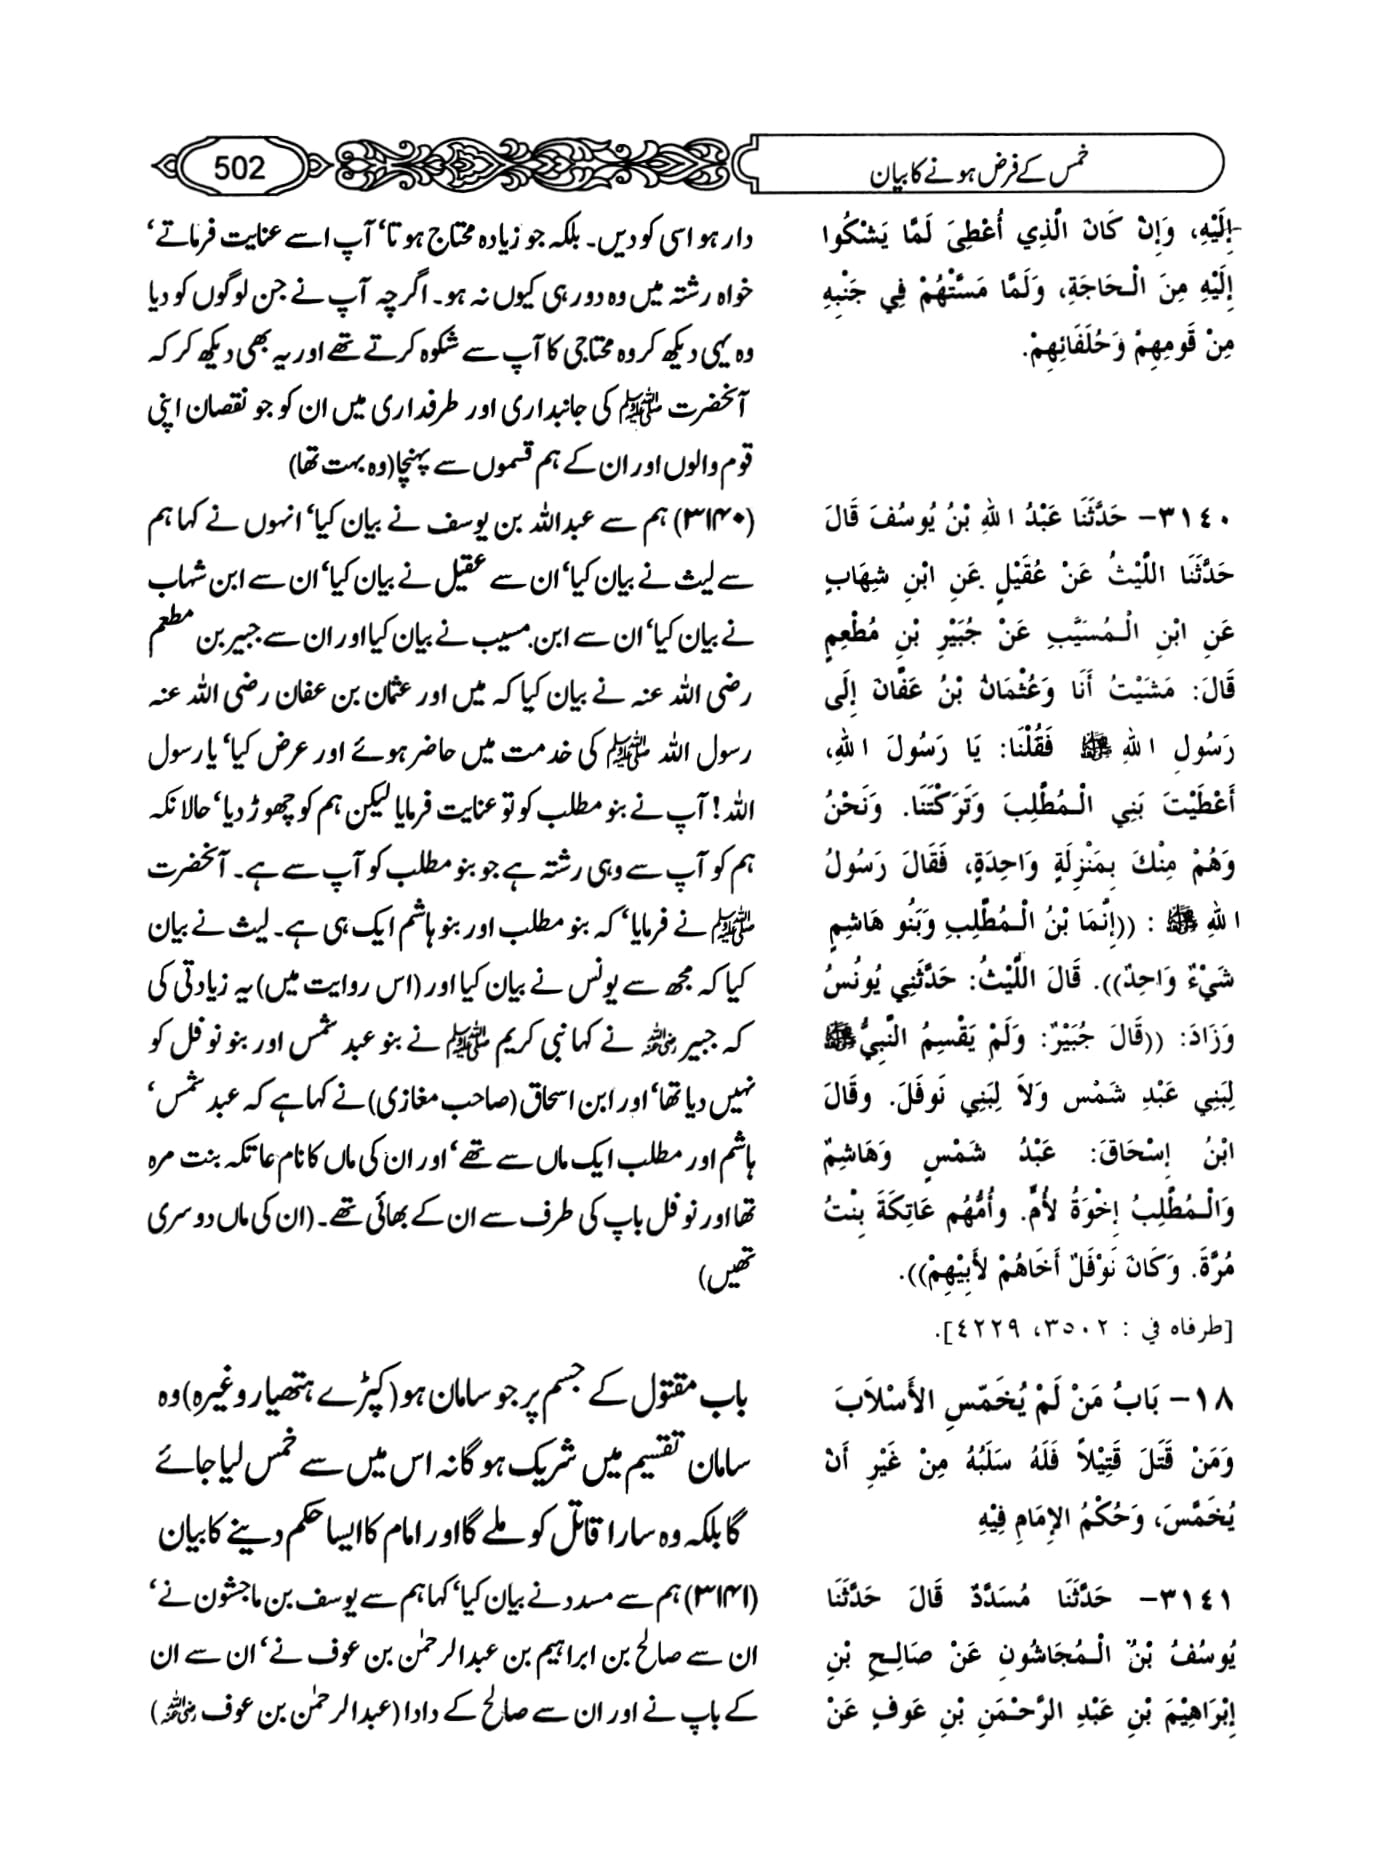 خمس کے فرض ہونے کا بیان
502
إِلَيْهِ، وَإِنْ كَانَ الَّذِي أُعْطِيَ لَمَّا يَشْكُوا
إِلَيْهِ مِنَ الْحَاجَةِ، وَلَمَّا مَسَّتْهُمْ فِي جَنْبِهِ
مِنْ قَومِهِمْ وَحُلَفَائِهِمْ.
٣١٤٠- حَدَّثَنَا عَبْدُ اللهِ بْنُ يُوسُفَ قَالَ
حَدَّثَنَا اللَّيْثُ عَنْ عُقَيْلٍ عَنِ ابْنِ شِهَابٍ
عَنِ ابْنِ الْمُسَيَّبِ عَنْ جُبَيْرِ بْنِ مُطْعِمٍ
قَالَ: مَشَيْتُ أَنَا وَعُثْمَانُ بْنُ عَفَّانَ إِلَى
رَسُولِ اللهِ ﷺ فَقُلْنَا: يَا رَسُولَ اللهِ،
أَعْطَيْتَ بَنِي الْمُطَّلِبَ وَتَرَكْتَنَا. وَنَحْنُ
وَهُمْ مِنْكَ بِمَنْزِلَةٍ وَاحِدَةٍ، فَقَالَ رَسُولُ
اللهِ ﷺ : ((إِنَّمَا بْنُ الْمُطَّلِبِ وَبَنُو هَاشِمٍ
شَيْءٌ وَاحِدٌ)). قَالَ اللَّيْثُ: حَدَّثَنِي يُونُسُ
وَزَادَ: ((قَالَ جُبَيْرٌ: وَلَمْ يَقْسِمُ النَّبِيُّ ﷺ
لِبَنِي عَبْدِ شَمْس وَلاَ لِبَنِي نَوفَلَ. وقَالَ
ابْنُ إِسْحَاقَ: عَبْدُ شَمْسٍ وَهَاشِمٌ
وَالْمُطَّلِبُ إِخْوَةُ لأُمٍّ. وأُمُّهُم عَاتِكَةَ بِنْتُ
مُرَّةَ. وَكَانَ نَوْفَلٌ أَخَاهُمْ لأَبِيْهِمْ)).
[طرفاه في : ٣٥٠٢، ٤٢٢٩].
١٨- بَابُ مَنْ لَمْ يُخَمّسِ الأَسْلاَبَ
وَمَنْ قَتَلَ قَتِيْلاً فَلَهُ سَلَبُهُ مِنْ غَيْرِ أَنْ
يُخَمَّسَ، وَحُكْمُ الإِمَامِ فِيْهِ
٣١٤١- حَدَّثَنَا مُسَدَّدٌ قَالَ حَدَّثَنَا
يُوسُفُ بْنُ الْمُجَاشُونِ عَنْ صَالِحِ بْنِ
إِبْرَاهِيْمَ بْنِ عَبْدِ الرَّحْمَنِ بْنِ عَوفٍ عَنْ
دار ہو اسی کو دیں۔ بلکہ جو زیادہ محتاج ہوتا‘ آپ اسے عنایت فرماتے‘
خواہ رشتہ میں وہ دور ہی کیوں نہ ہو۔ اگرچہ آپ نے جن لوگوں کو دیا
وہ یہی دیکھ کر وہ محتاجی کا آپ سے شکوہ کرتے تھے اور یہ بھی دیکھ کر کہ
آنحضرت ﷺ کی جانبداری اور طرفداری میں ان کو جو نقصان اپنی
قوم والوں اور ان کے ہم قسموں سے پہنچا (وہ بہت تھا)
(۳۱۴۰) ہم سے عبداللہ بن یوسف نے بیان کیا‘ انہوں نے کہا ہم
سے لیث نے بیان کیا‘ ان سے عقیل نے بیان کیا‘ ان سے ابن شہاب
نے بیان کیا‘ ان سے ابن مسیب نے بیان کیا اور ان سے جبیر بن مطعم
رضی اللہ عنہ نے بیان کیا کہ میں اور عثمان بن عفان رضی اللہ عنہ
رسول اللہ ﷺ کی خدمت میں حاضر ہوئے اور عرض کیا‘ یا رسول
اللہ! آپ نے بنو مطلب کو تو عنایت فرمایا لیکن ہم کو چھوڑ دیا‘ حالانکہ
ہم کو آپ سے وہی رشتہ ہے جو بنو مطلب کو آپ سے ہے۔ آنحضرت
ﷺ نے فرمایا‘ کہ بنو مطلب اور بنو ہاشم ایک ہی ہے۔ لیث نے بیان
کیا کہ مجھ سے یونس نے بیان کیا اور (اس روایت میں) یہ زیادتی کی
کہ جبیر رضی اللہ عنہ نے کہا نبی کریم ﷺ نے بنو عبد شمس اور بنو نوفل کو
نہیں دیا تھا‘ اور ابن اسحاق (صاحب مغازی) نے کہا ہے کہ عبد شمس‘
ہاشم اور مطلب ایک ماں سے تھے‘ اور ان کی ماں کا نام عاتکہ بنت مرہ
تھا اور نوفل باپ کی طرف سے ان کے بھائی تھے۔ (ان کی ماں دوسری
تھیں)
باب مقتول کے جسم پر جو سامان ہو (کپڑے ہتھیار وغیرہ) وہ
سامان تقسیم میں شریک ہو گا نہ اس میں سے خمس لیا جائے
گا بلکہ وہ سارا قاتل کو ملے گا اور امام کا ایسا حکم دینے کا بیان
(۳۱۴۱) ہم سے مسدد نے بیان کیا‘ کہا ہم سے یوسف بن ماجشون نے‘
ان سے صالح بن ابراہیم بن عبدالرحمٰن بن عوف نے‘ ان سے ان
کے باپ نے اور ان سے صالح کے دادا (عبدالرحمٰن بن عوف رضی اللہ عنہ)